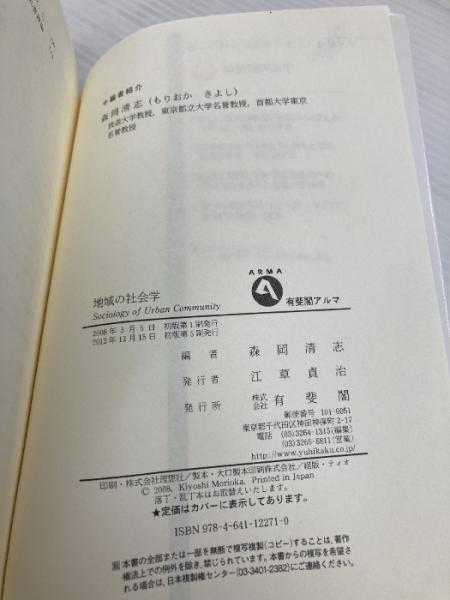 ◆編者紹介
森岡清志（もりおか　きよし）
放送大学教授，東京都立大学名誉教授，首都大学東京
名誉教授
地域の社会学
Sociology of Urban Community
ARMA
有斐閣アルマ
2008年3月5日　初版第1刷発行
2012年12月15日　初版第5刷発行
編者　森岡清志
発行者　江草貞治
発行所　株式会社　有斐閣
郵便番号 101-0051
東京都千代田区神田神保町2-17
電話 (03)3264-1315〔編集〕
(03)3265-6811〔営業〕
http://www.yuhikaku.co.jp/
印刷・株式会社理想社／製本・大口製本印刷株式会社／組版・ティオ
© 2008, Kiyoshi Morioka. Printed in Japan
落丁・乱丁本はお取替えいたします。
★定価はカバーに表示してあります。
ISBN 978-4-641-12271-0
本書の全部または一部を無断で複写複製(コピー)することは、著作
権法上での例外を除き、禁じられています。本書からの複写を希望さ
れる場合は、日本複製権センター(03-3401-2382)にご連絡ください。